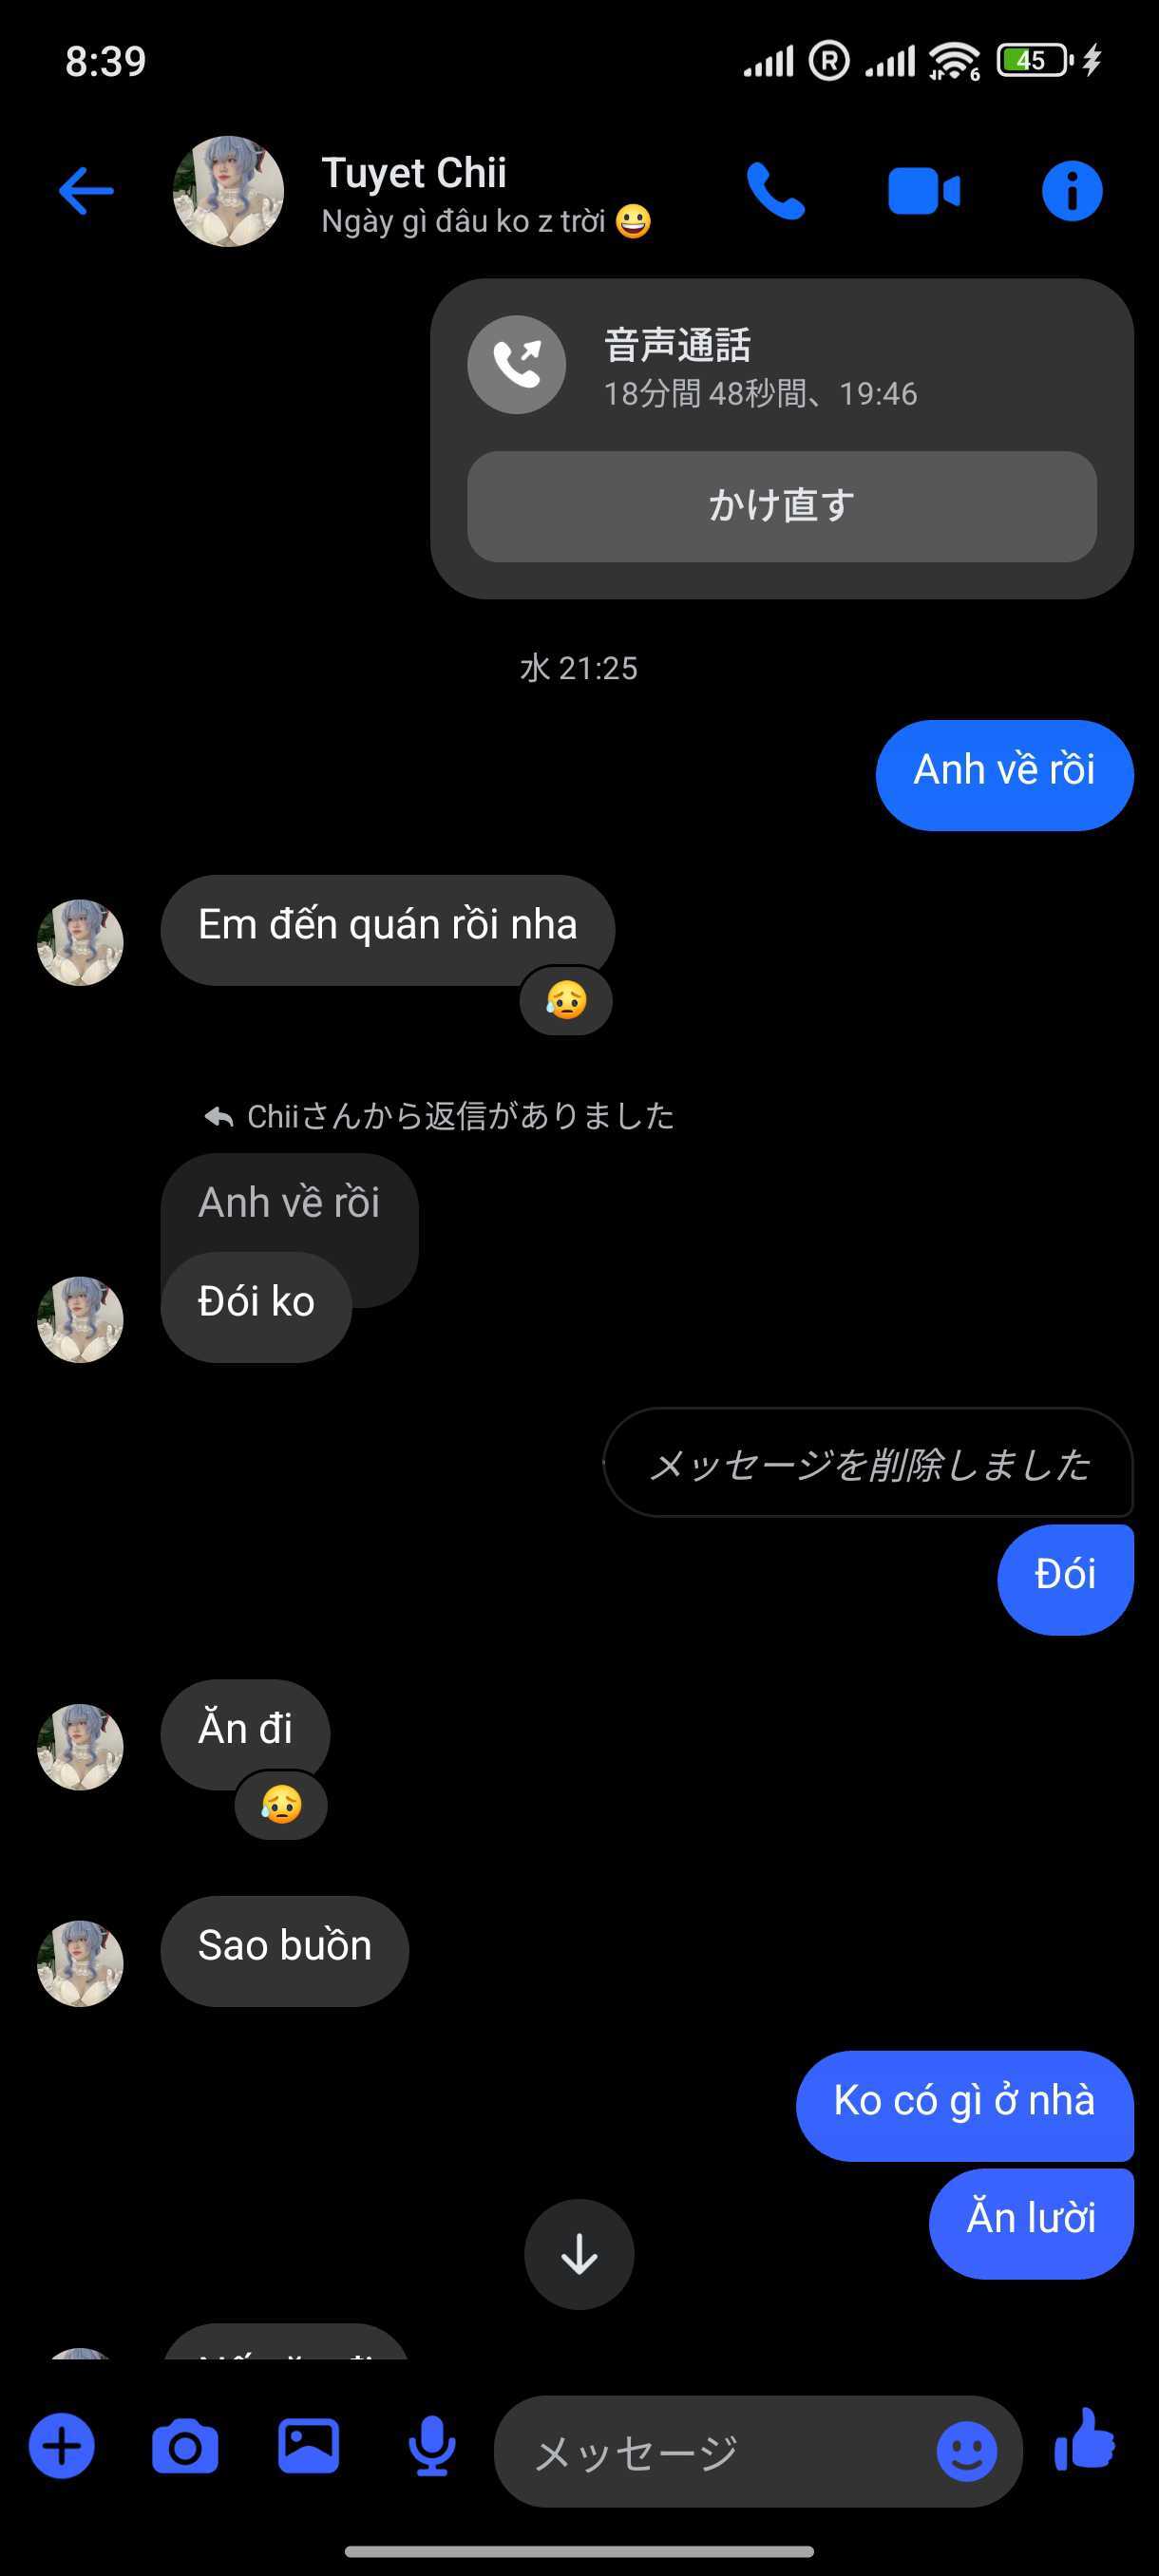 8:39
R
6
45
Tuyet Chii
Ngày gì đâu ko z trời 😀
音声通話
18分間 48秒間、19:46
かけ直す
水 21:25
Anh về rồi
Em đến quán rồi nha
😥
Chiiさんから返信がありました
Anh về rồi
Đói ko
メッセージを削除しました
Đói
Ăn đi
😥
Sao buồn
Ko có gì ở nhà
Ăn lười
メッセージ